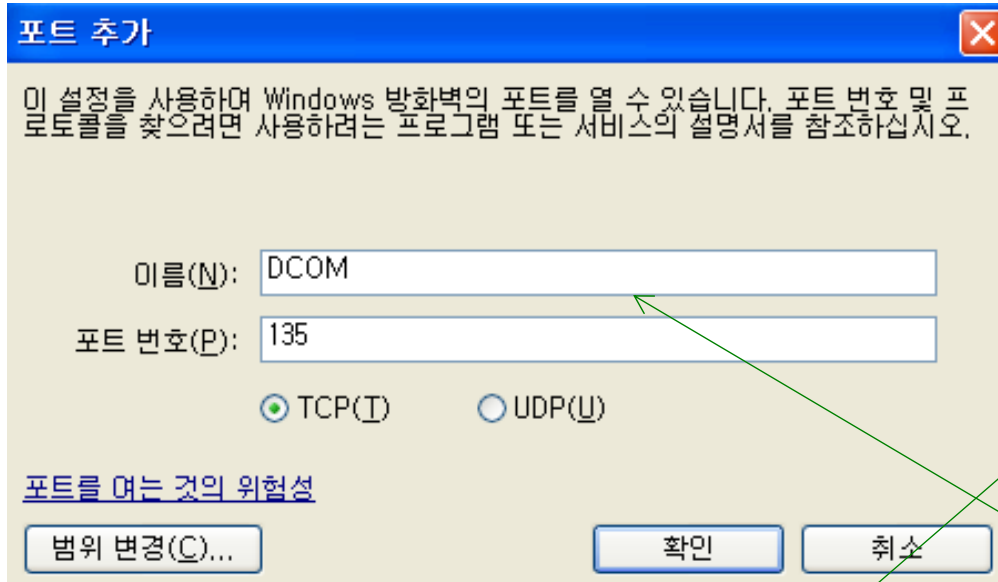 포트 추가
이 설정을 사용하여 Windows 방화벽의 포트를 열 수 있습니다. 포트 번호 및 프
로토콜을 찾으려면 사용하려는 프로그램 또는 서비스의 설명서를 참조하십시오.
이름(N): DCOM
포트 번호(P): 135
TCP(T) UDP(U)
포트를 여는 것의 위험성
범위 변경(C)... 확인 취소